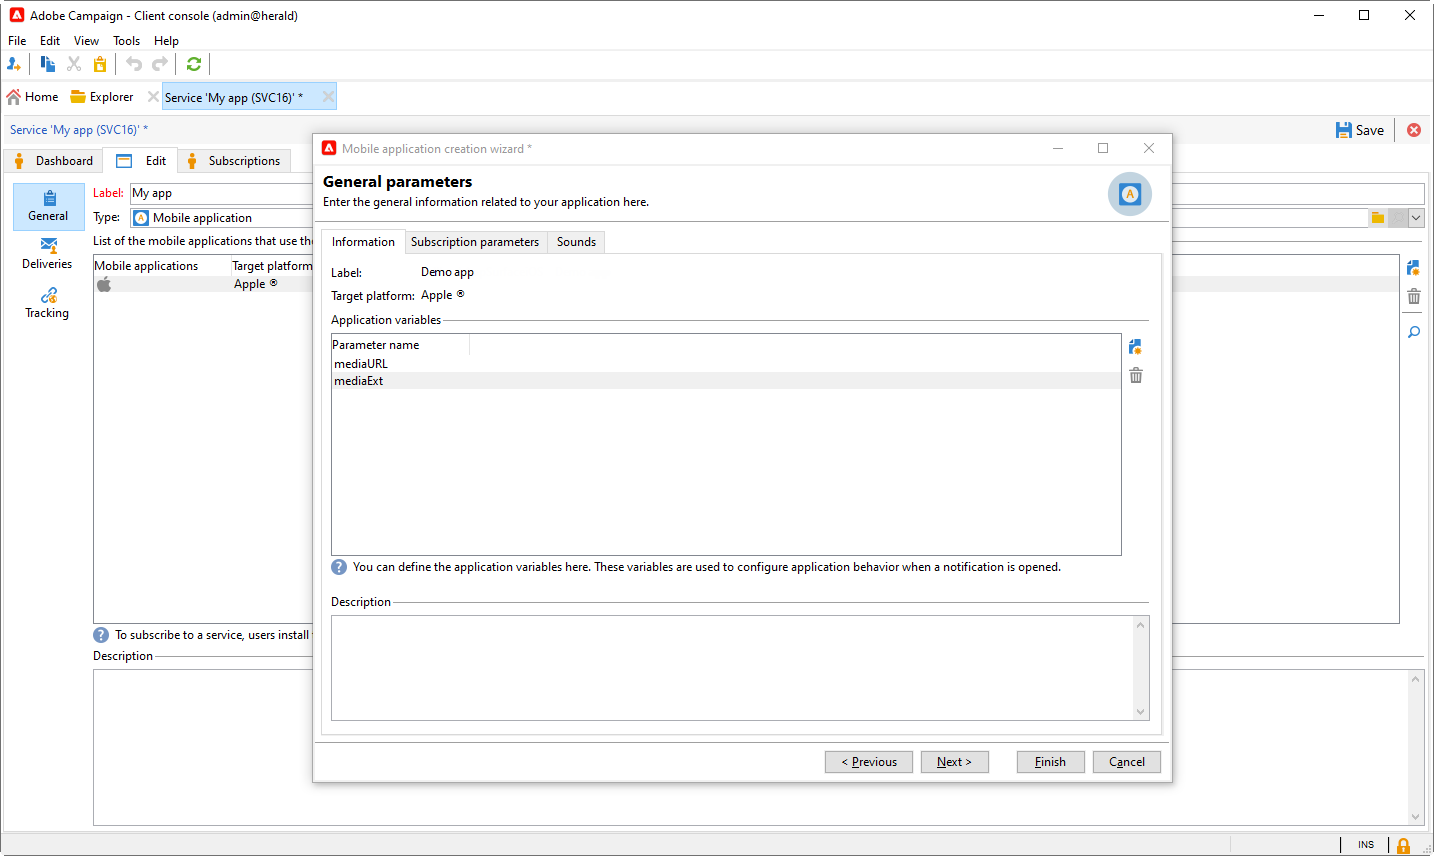 Adobe Campaign - Client console (admin@herald)
File Edit View Tools Help
Home Explorer Service 'My app (SVC16)' *
Service 'My app (SVC16)' * Save
Dashboard Edit Subscriptions
General
Deliveries
Tracking
Label: My app
Type: Mobile application
List of the mobile applications that use the
Mobile applications Target platform
Apple ®
To subscribe to a service, users install
Description
Mobile application creation wizard *
General parameters
Enter the general information related to your application here.
Information Subscription parameters Sounds
Label: Demo app
Target platform: Apple ®
Application variables
Parameter name
mediaURL
mediaExt
You can define the application variables here. These variables are used to configure application behavior when a notification is opened.
Description
< Previous Next > Finish Cancel
INS